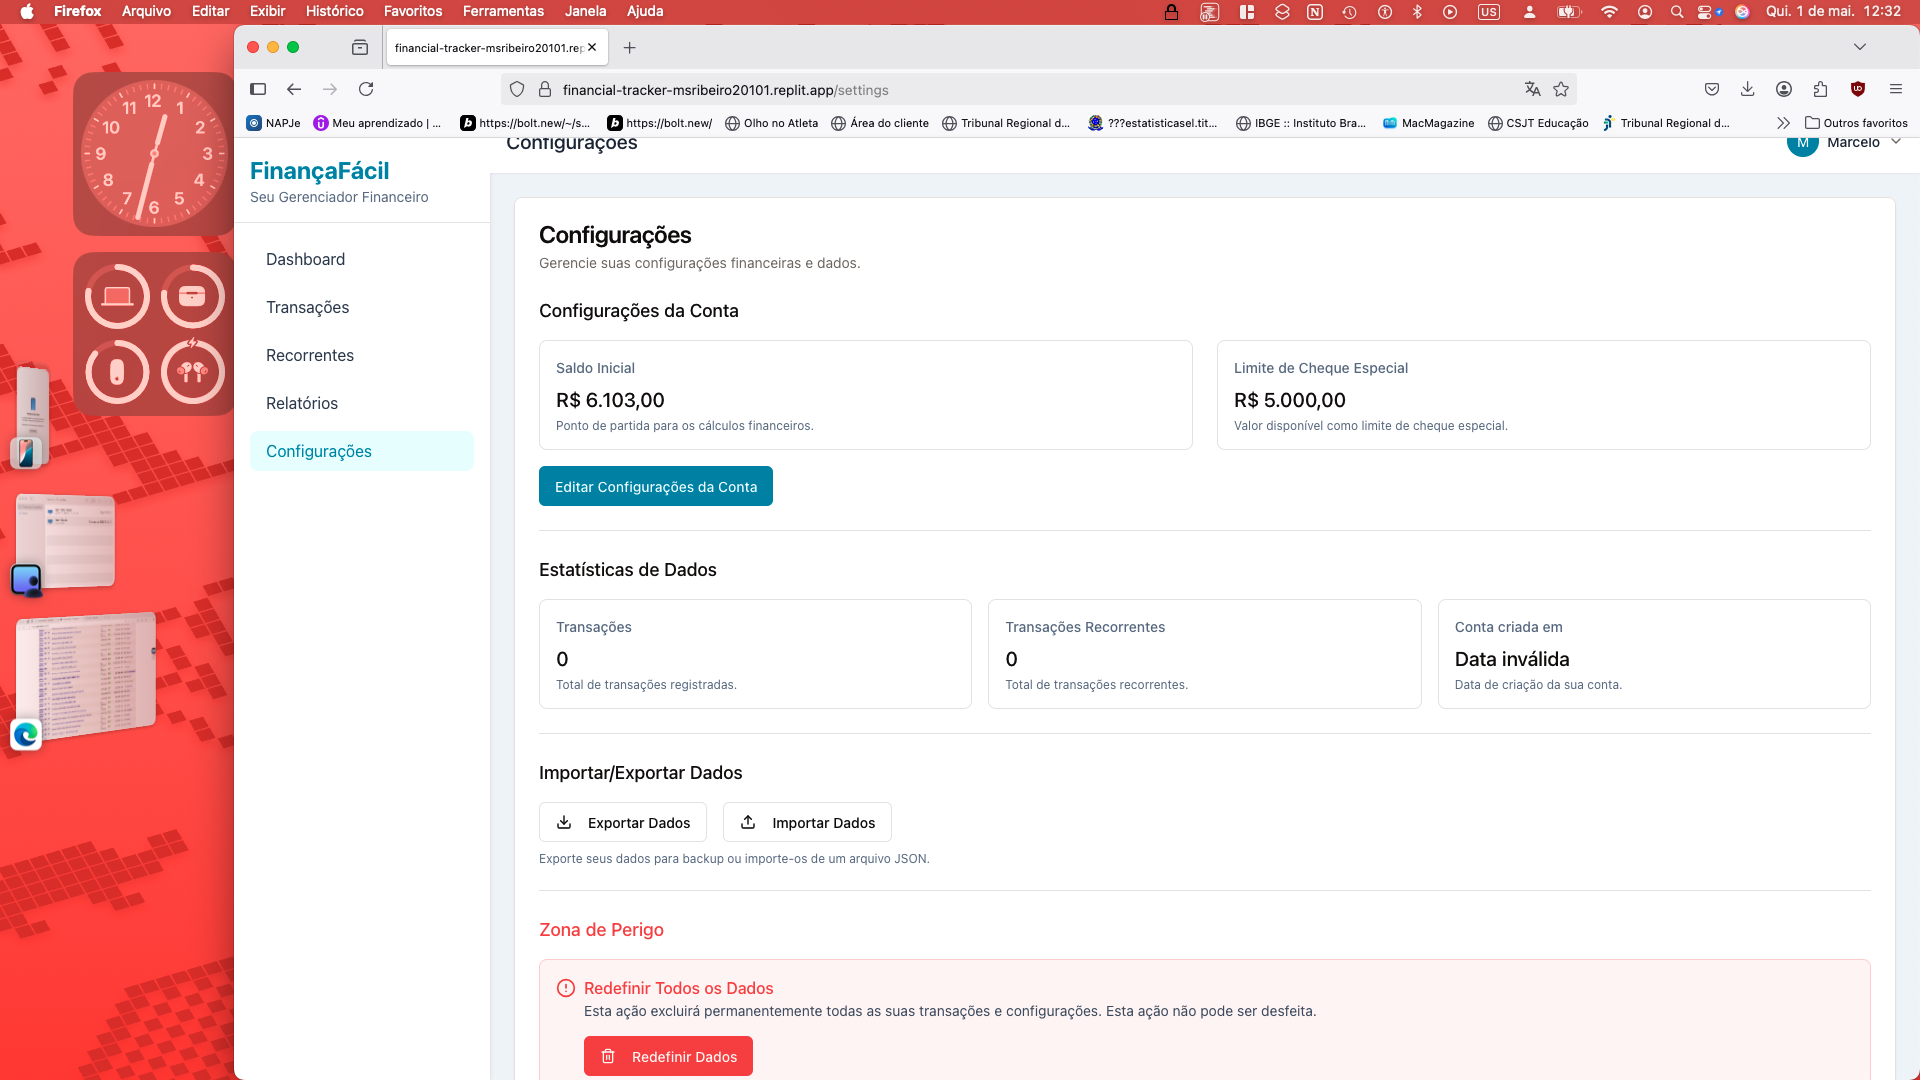 Firefox Arquivo Editar Exibir Histórico Favoritos Ferramentas Janela Ajuda
N
US
Qui. 1 de mai. 12:32
financial-tracker-msribeiro20101.rep
financial-tracker-msribeiro20101.replit.app/settings
NAPJe
Meu aprendizado | ...
https://bolt.new/~/s...
https://bolt.new/
Olho no Atleta
Área do cliente
Tribunal Regional d...
???estatisticasel.tit...
IBGE :: Instituto Bra...
MacMagazine
CSJT Educação
Tribunal Regional d...
Outros favoritos
12 1 2 3 4 5 6 7 8 9 10 11
FinançaFácil
Seu Gerenciador Financeiro
Dashboard
Transações
Recorrentes
Relatórios
Configurações
Configurações
M Marcelo
Configurações
Gerencie suas configurações financeiras e dados.
Configurações da Conta
Saldo Inicial
R$ 6.103,00
Ponto de partida para os cálculos financeiros.
Limite de Cheque Especial
R$ 5.000,00
Valor disponível como limite de cheque especial.
Editar Configurações da Conta
Estatísticas de Dados
Transações
0
Total de transações registradas.
Transações Recorrentes
0
Total de transações recorrentes.
Conta criada em
Data inválida
Data de criação da sua conta.
Importar/Exportar Dados
Exportar Dados
Importar Dados
Exporte seus dados para backup ou importe-os de um arquivo JSON.
Zona de Perigo
Redefinir Todos os Dados
Esta ação excluirá permanentemente todas as suas transações e configurações. Esta ação não pode ser desfeita.
Redefinir Dados